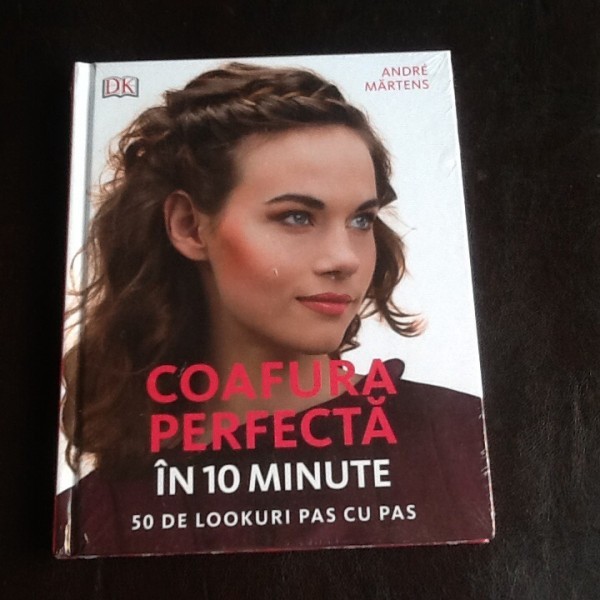 DK
ANDRÉ
MÄRTENS
COAFURA
PERFECTĂ
ÎN 10 MINUTE
50 DE LOOKURI PAS CU PAS